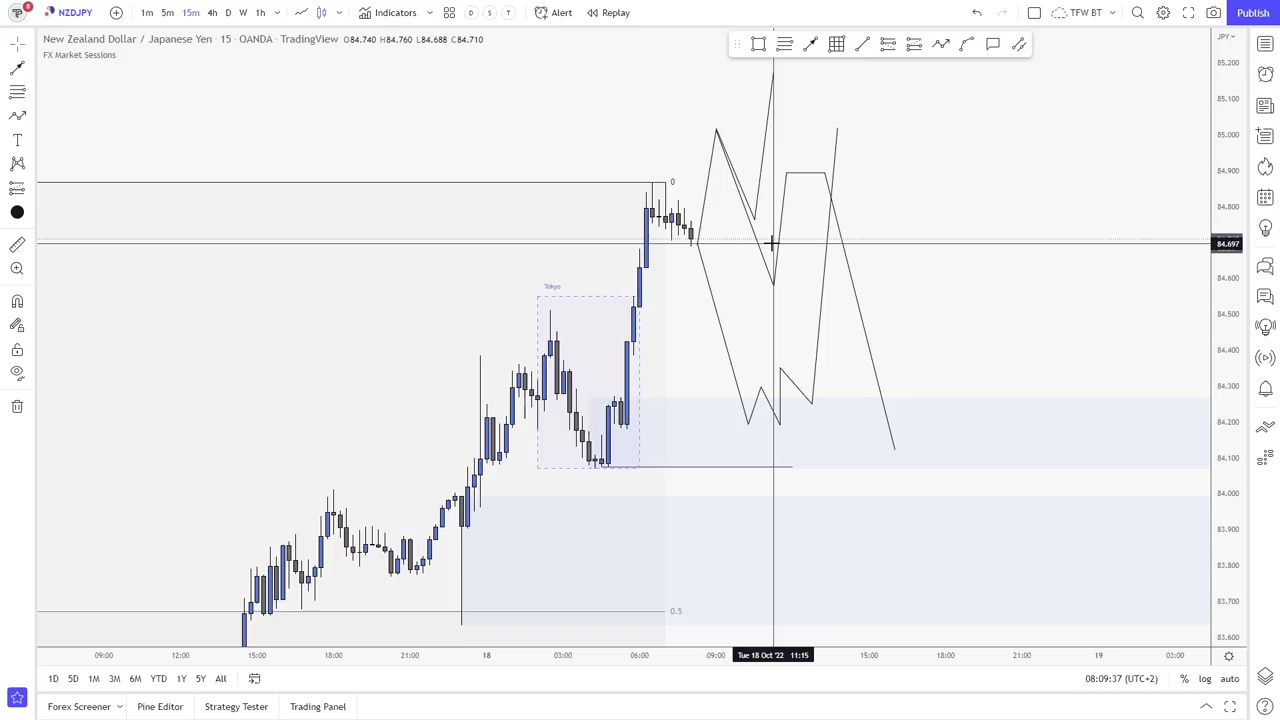 8
NZDJPY
1m 5m 15m 4h D W 1h
Indicators
D S T
Alert
Replay
TFW BT
Publish
New Zealand Dollar / Japanese Yen · 15 · OANDA · TradingView O84.740 H84.760 L84.688 C84.710
FX Market Sessions
JPY
85.200
85.100
85.000
84.900
84.800
84.697
84.600
84.500
84.400
84.300
84.200
84.100
84.000
83.900
83.800
83.700
83.600
0
Tokyo
0.5
09:00 12:00 15:00 18:00 21:00 18 03:00 06:00 09:00 Tue 18 Oct '22 11:15 15:00 18:00 21:00 19 03:00
1D 5D 1M 3M 6M YTD 1Y 5Y All
08:09:37 (UTC+2) % log auto
Forex Screener Pine Editor Strategy Tester Trading Panel